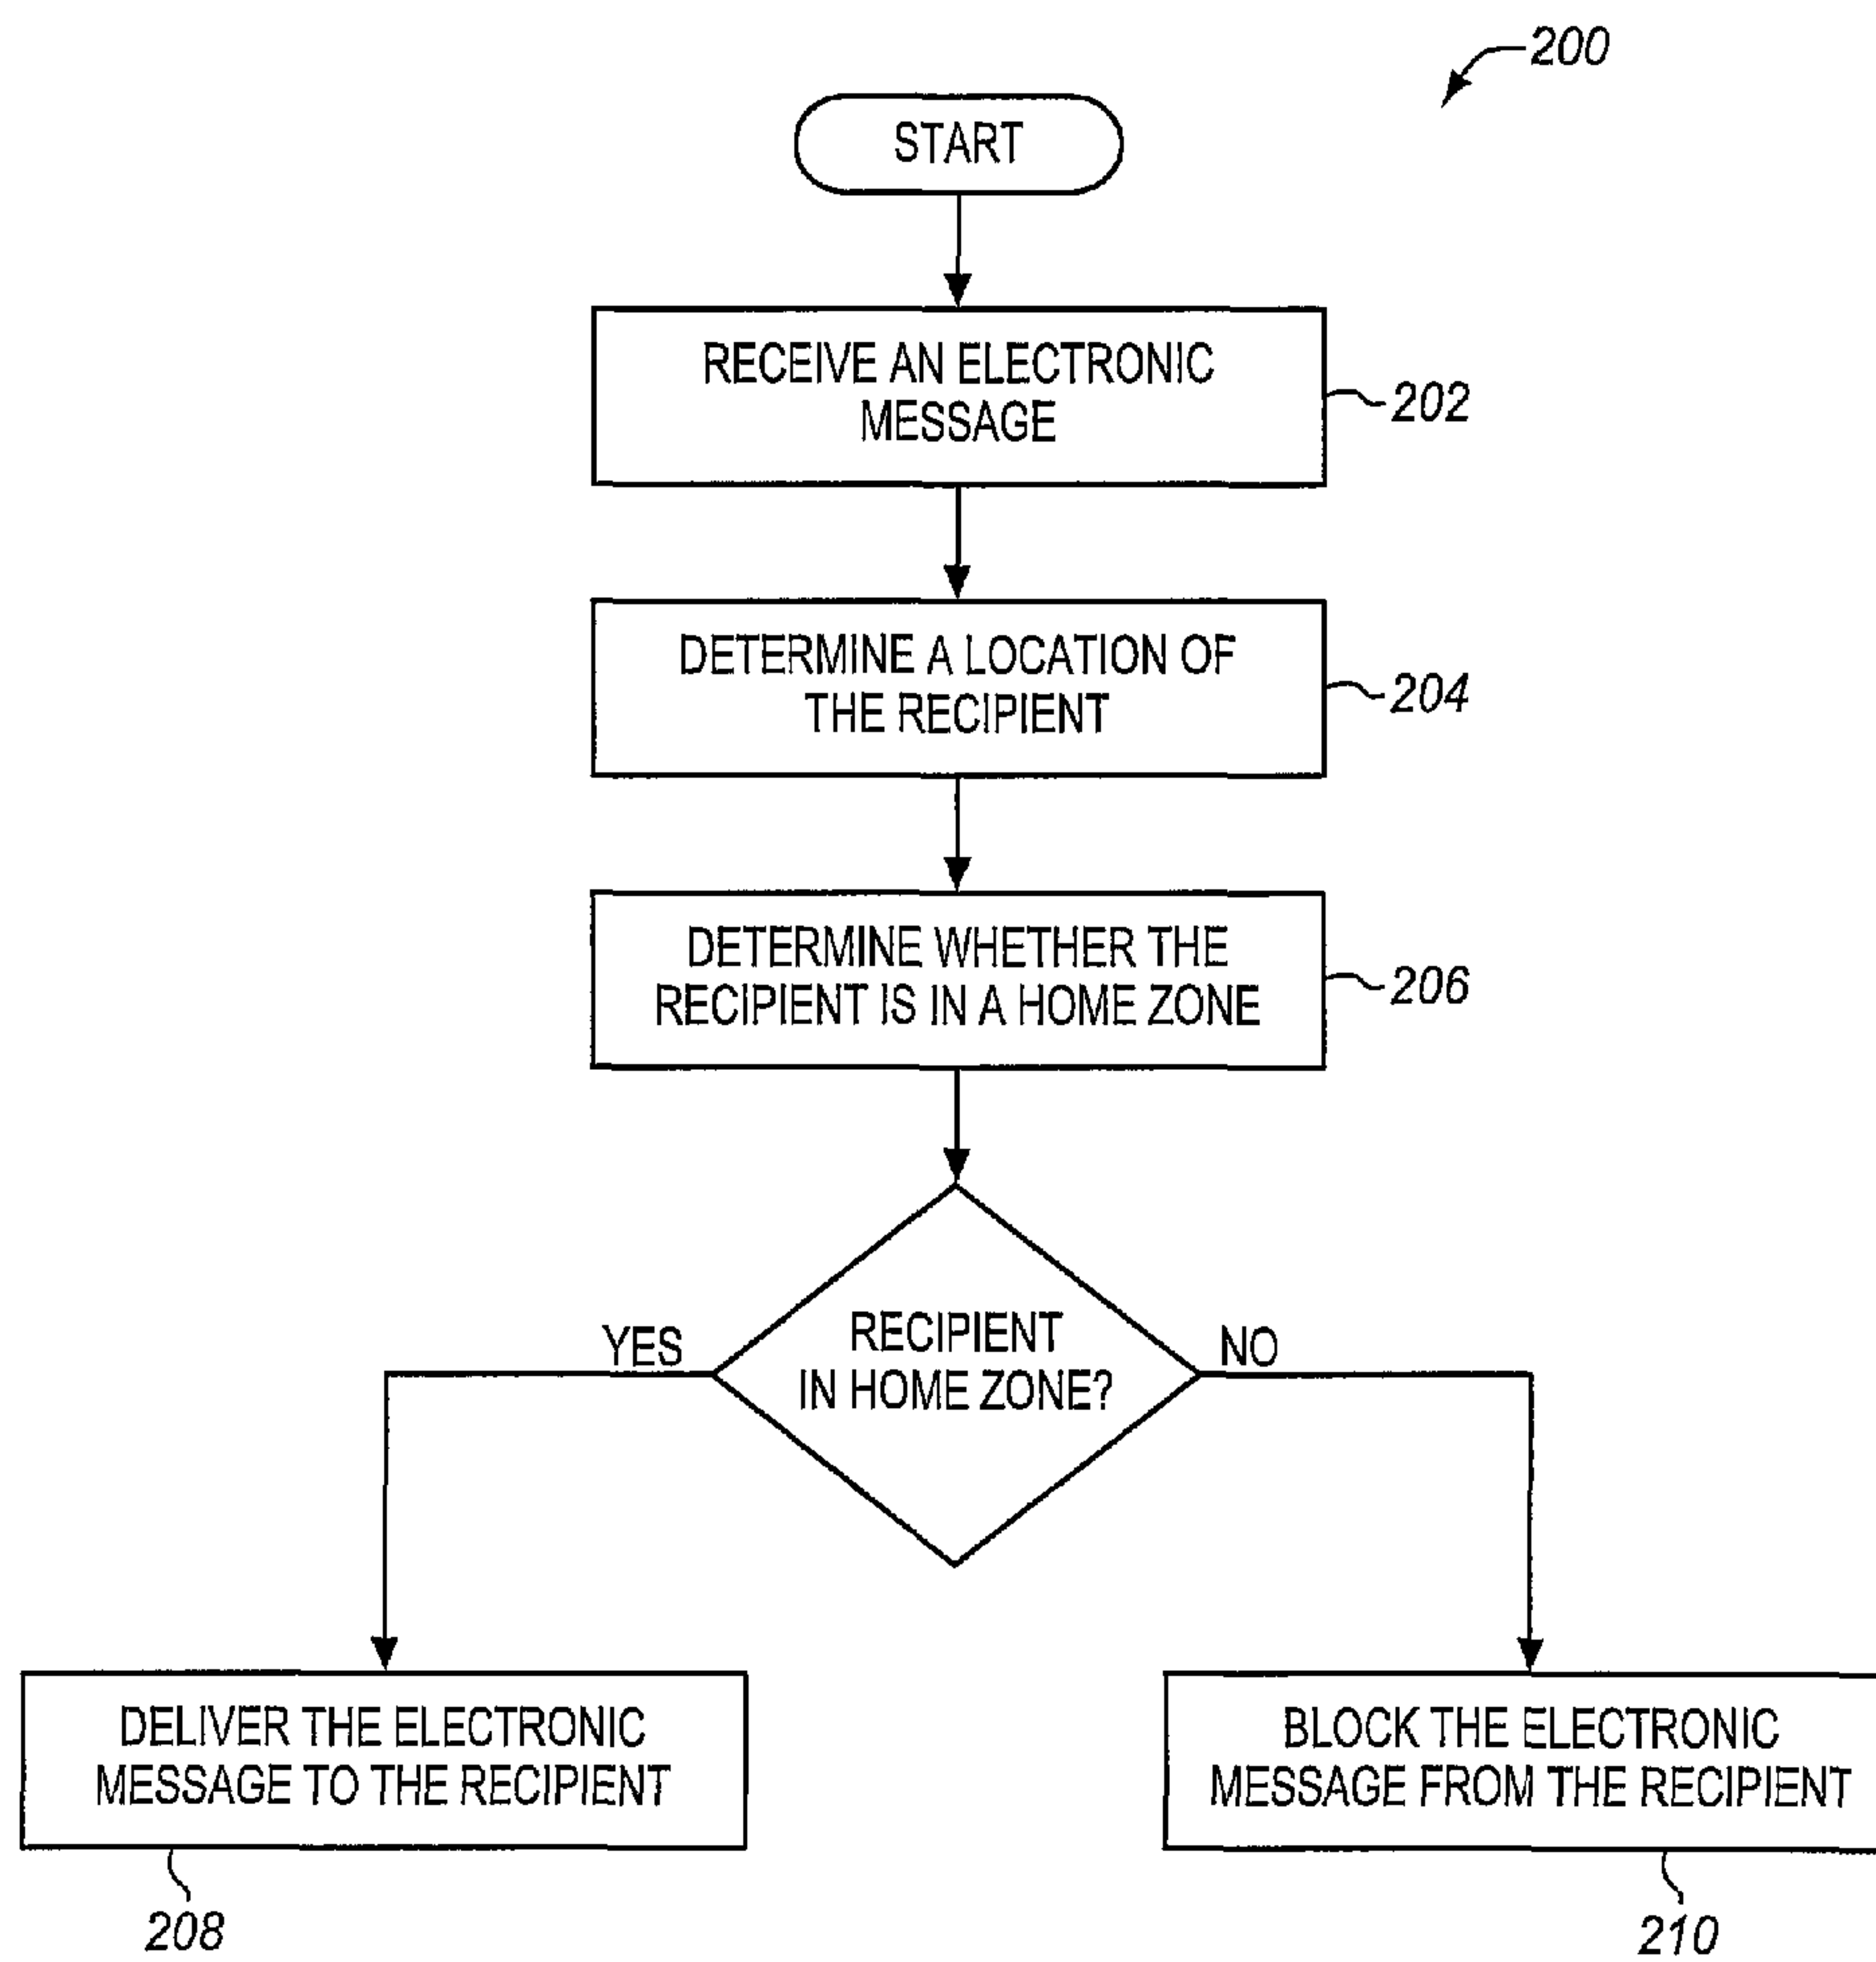 200
START
RECEIVE AN ELECTRONIC
MESSAGE
202
DETERMINE A LOCATION OF
THE RECIPIENT
204
DETERMINE WHETHER THE
RECIPIENT IS IN A HOME ZONE
206
RECIPIENT
IN HOME ZONE?
YES
NO
DELIVER THE ELECTRONIC
MESSAGE TO THE RECIPIENT
208
BLOCK THE ELECTRONIC
MESSAGE FROM THE RECIPIENT
210